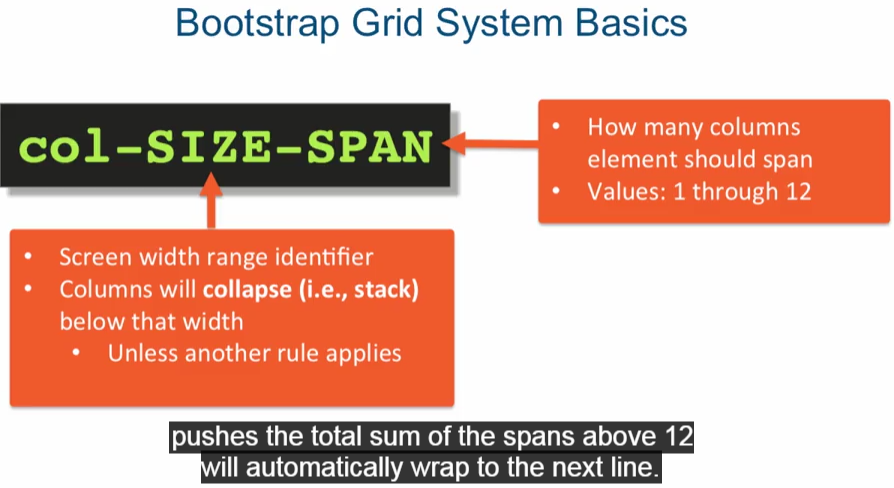 Bootstrap Grid System Basics
col-SIZE-SPAN
• How many columns
element should span
• Values: 1 through 12
• Screen width range identifier
• Columns will collapse (i.e., stack)
below that width
• Unless another rule applies
pushes the total sum of the spans above 12
will automatically wrap to the next line.